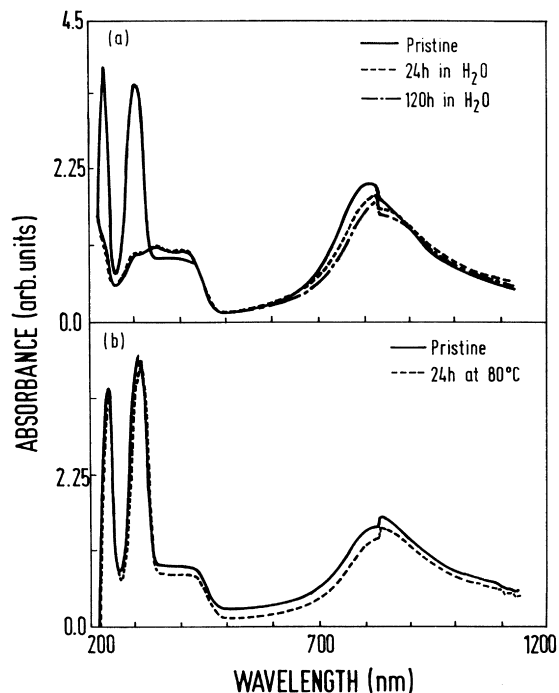 4.5
(a)
Pristine
24h in H₂O
120h in H₂O
2.25
0.0
(b)
Pristine
24h at 80°C
2.25
0.0
ABSORBANCE (arb. units)
200 700 1200
WAVELENGTH (nm)